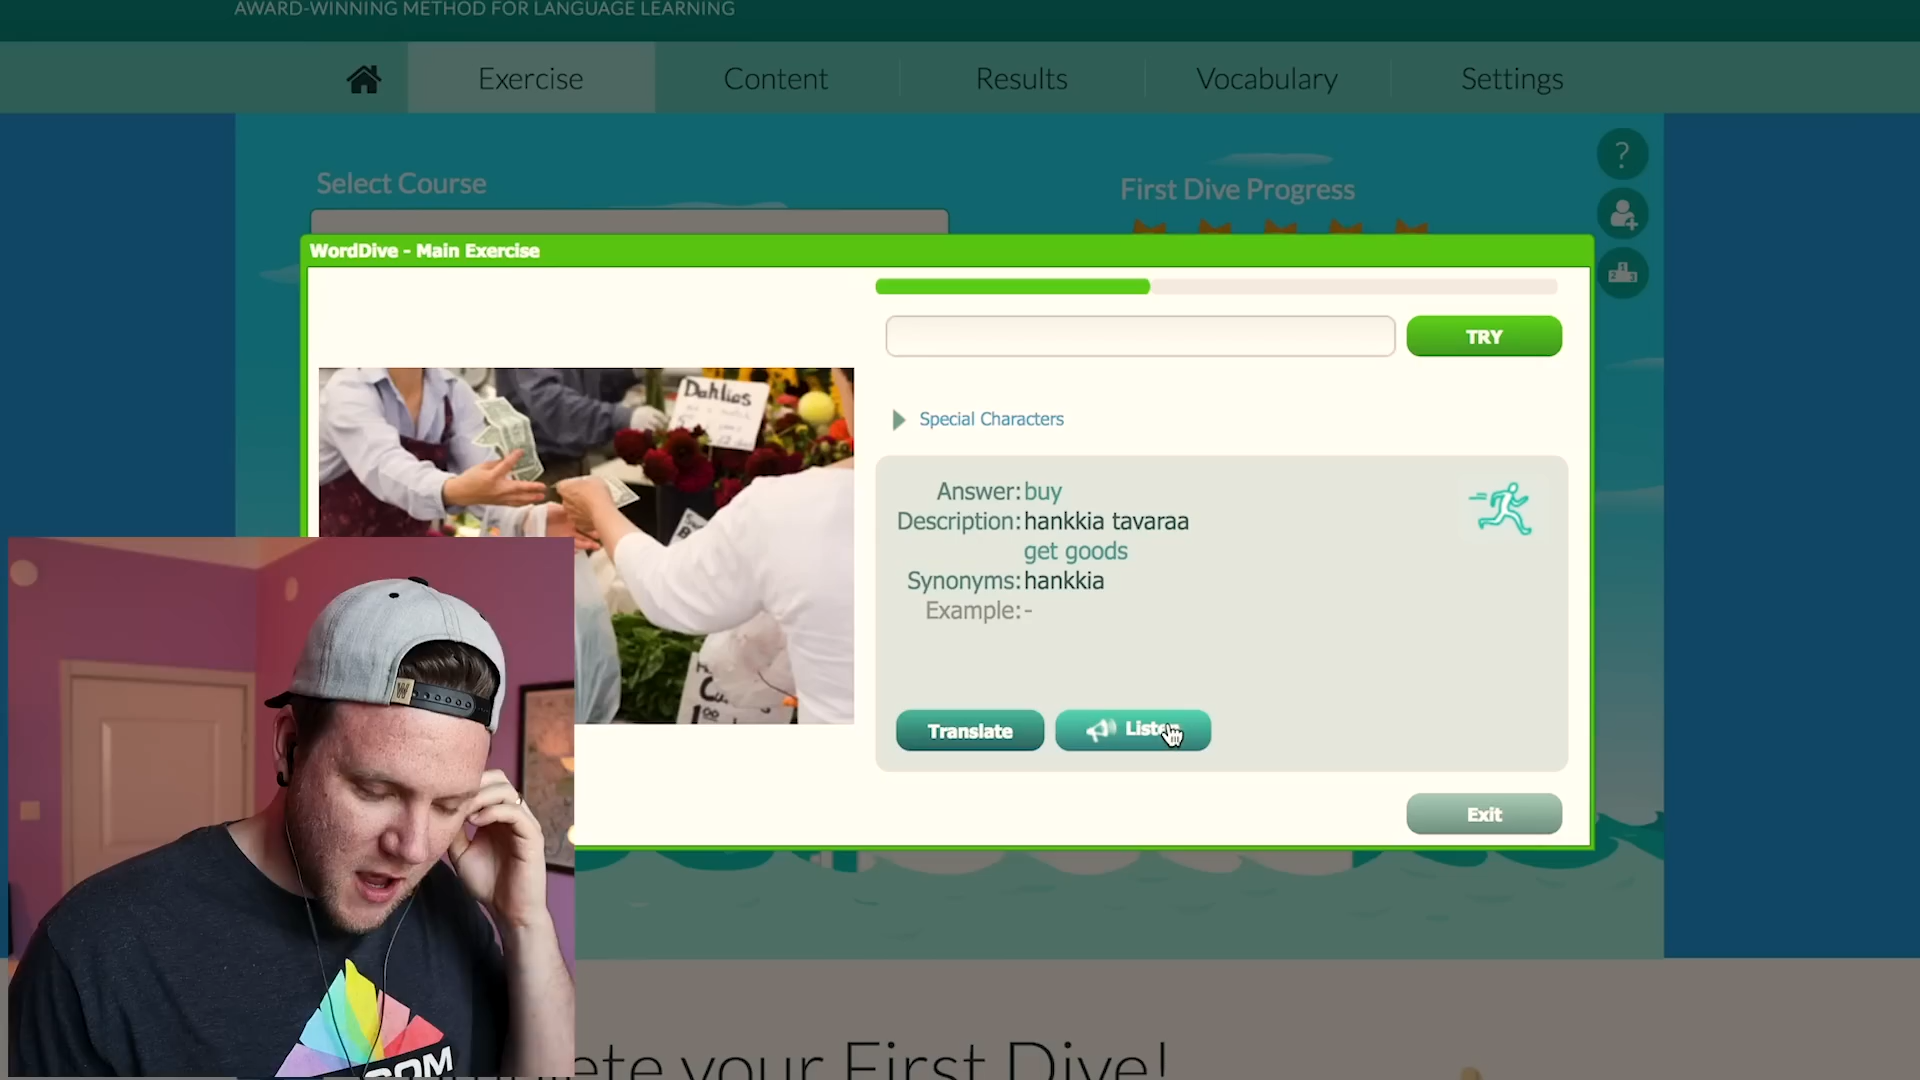 AWARD-WINNING METHOD FOR LANGUAGE LEARNING
Exercise
Content
Results
Vocabulary
Settings
Select Course
First Dive Progress
?
WordDive - Main Exercise
TRY
Dahlias
Special Characters
Answer: buy
Description: hankkia tavaraa
get goods
Synonyms: hankkia
Example: -
Translate
Listen
Exit
your First Dive!